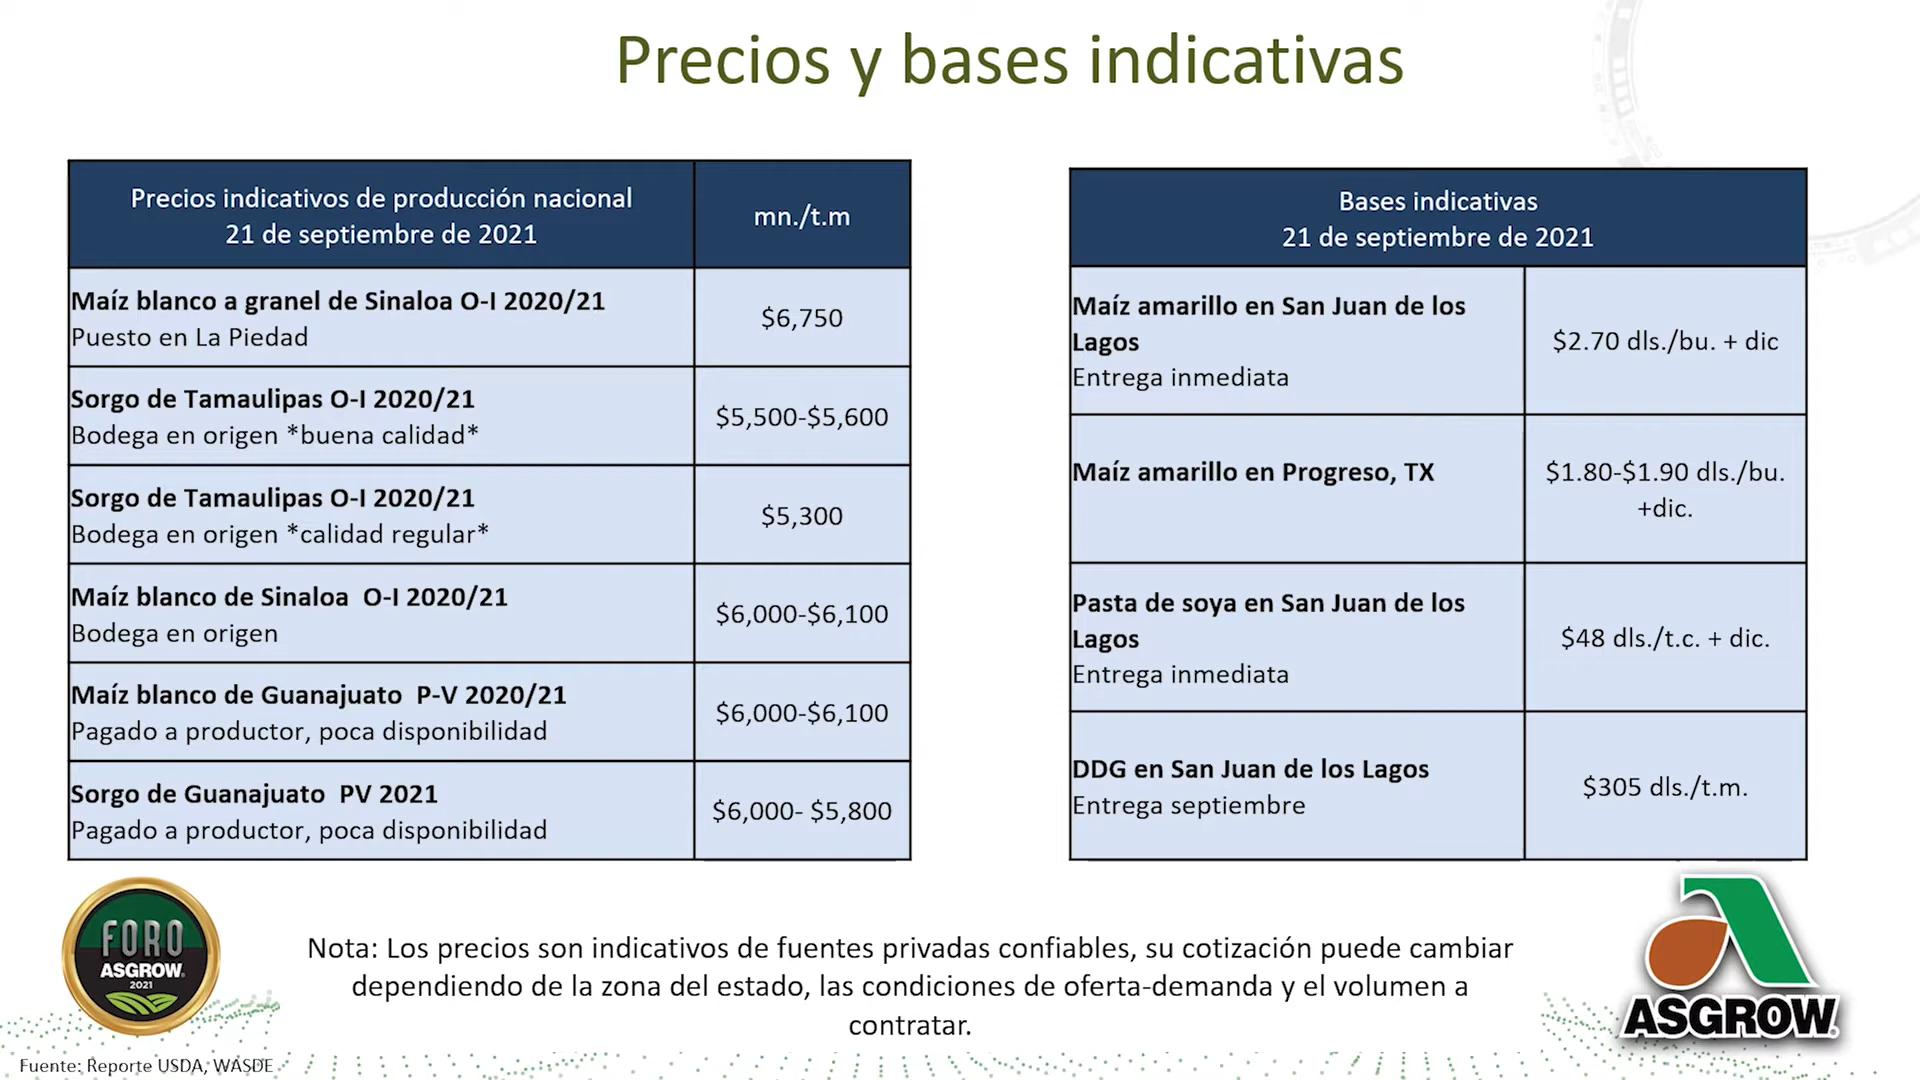 Precios y bases indicativas
Precios indicativos de producción nacional
21 de septiembre de 2021
mn./t.m
Maíz blanco a granel de Sinaloa O-I 2020/21
Puesto en La Piedad
$6,750
Sorgo de Tamaulipas O-I 2020/21
Bodega en origen *buena calidad*
$5,500-$5,600
Sorgo de Tamaulipas O-I 2020/21
Bodega en origen *calidad regular*
$5,300
Maíz blanco de Sinaloa  O-I 2020/21
Bodega en origen
$6,000-$6,100
Maíz blanco de Guanajuato  P-V 2020/21
Pagado a productor, poca disponibilidad
$6,000-$6,100
Sorgo de Guanajuato  PV 2021
Pagado a productor, poca disponibilidad
$6,000- $5,800
Bases indicativas
21 de septiembre de 2021
Maíz amarillo en San Juan de los
Lagos
Entrega inmediata
$2.70 dls./bu. + dic
Maíz amarillo en Progreso, TX
$1.80-$1.90 dls./bu.
+dic.
Pasta de soya en San Juan de los
Lagos
Entrega inmediata
$48 dls./t.c. + dic.
DDG en San Juan de los Lagos
Entrega septiembre
$305 dls./t.m.
FORO
ASGROW
2021
Nota: Los precios son indicativos de fuentes privadas confiables, su cotización puede cambiar
dependiendo de la zona del estado, las condiciones de oferta-demanda y el volumen a
contratar.
ASGROW
Fuente: Reporte USDA, WASDE